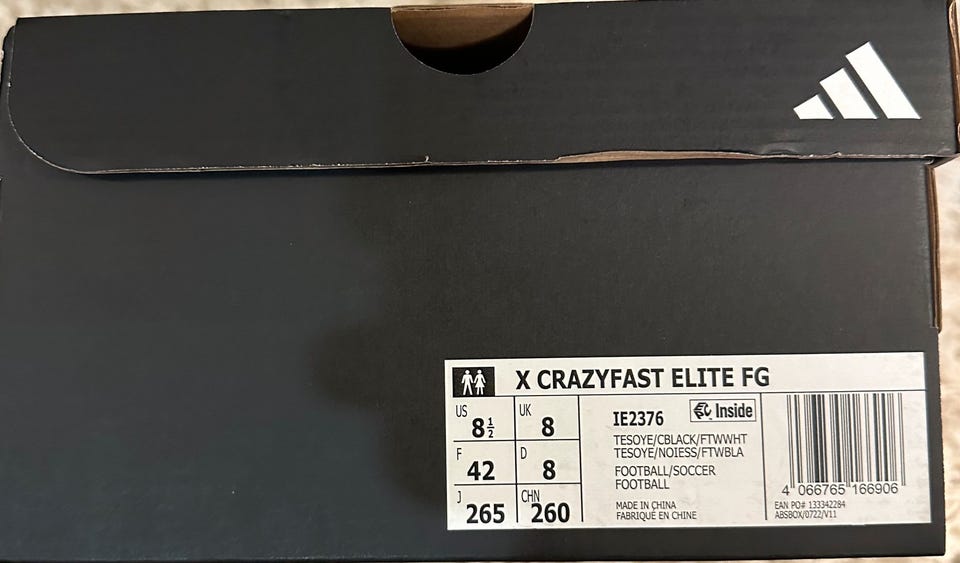 X CRAZYFAST ELITE FG
US 8½
UK 8
F 42
D 8
J 265
CHN 260
IE2376
Inside
TESOYE/CBLACK/FTWWHT
TESOYE/NOIESS/FTWBLA
FOOTBALL/SOCCER
FOOTBALL
MADE IN CHINA
FABRIQUÉ EN CHINE
4 066765 166906
EAN PO# 133342284
ABSBOX/0722/V11